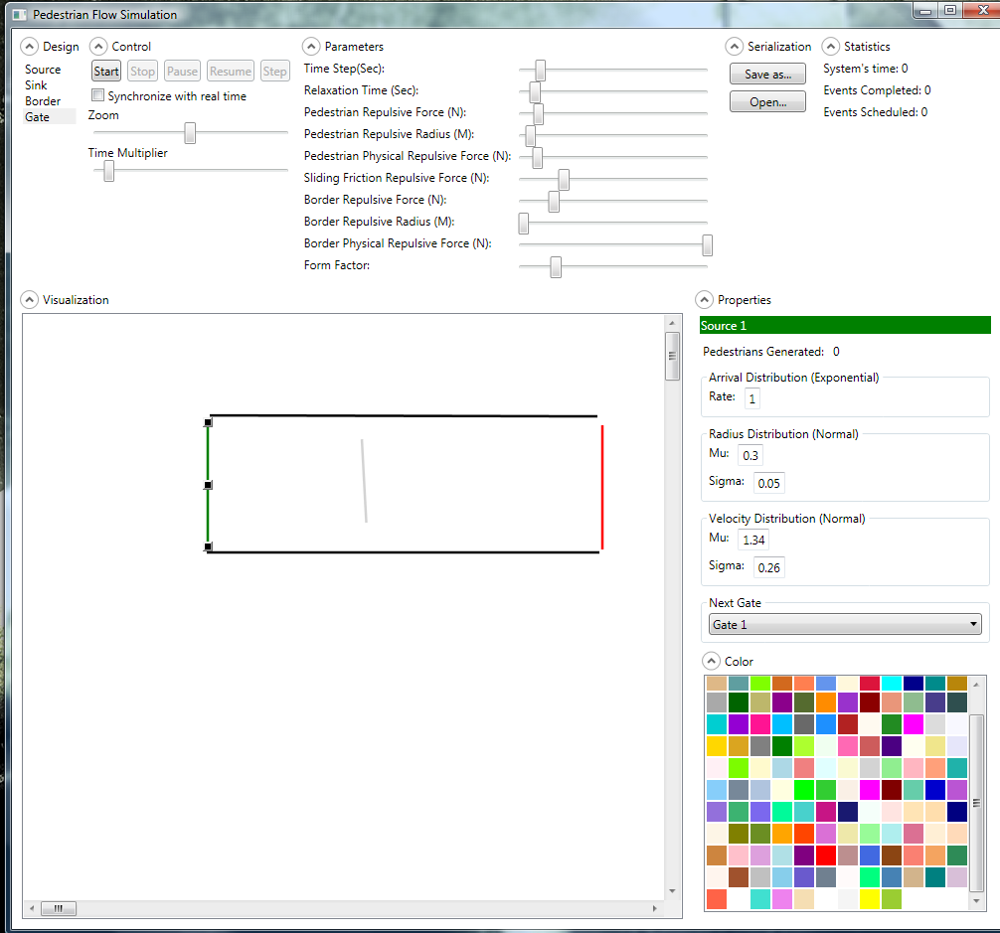 Pedestrian Flow Simulation
Design
Source
Sink
Border
Gate
Control
Start Stop Pause Resume Step
Synchronize with real time
Zoom
Time Multiplier
Parameters
Time Step(Sec):
Relaxation Time (Sec):
Pedestrian Repulsive Force (N):
Pedestrian Repulsive Radius (M):
Pedestrian Physical Repulsive Force (N):
Sliding Friction Repulsive Force (N):
Border Repulsive Force (N):
Border Repulsive Radius (M):
Border Physical Repulsive Force (N):
Form Factor:
Serialization
Save as...
Open...
Statistics
System's time: 0
Events Completed: 0
Events Scheduled: 0
Visualization
Properties
Source 1
Pedestrians Generated: 0
Arrival Distribution (Exponential)
Rate: 1
Radius Distribution (Normal)
Mu: 0.3
Sigma: 0.05
Velocity Distribution (Normal)
Mu: 1.34
Sigma: 0.26
Next Gate
Gate 1
Color